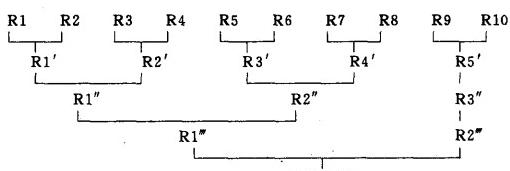 R1 R2 R3 R4 R5 R6 R7 R8 R9 R10
R1′ R2′ R3′ R4′ R5′
R1″ R2″ R3″
R1‴ R2‴